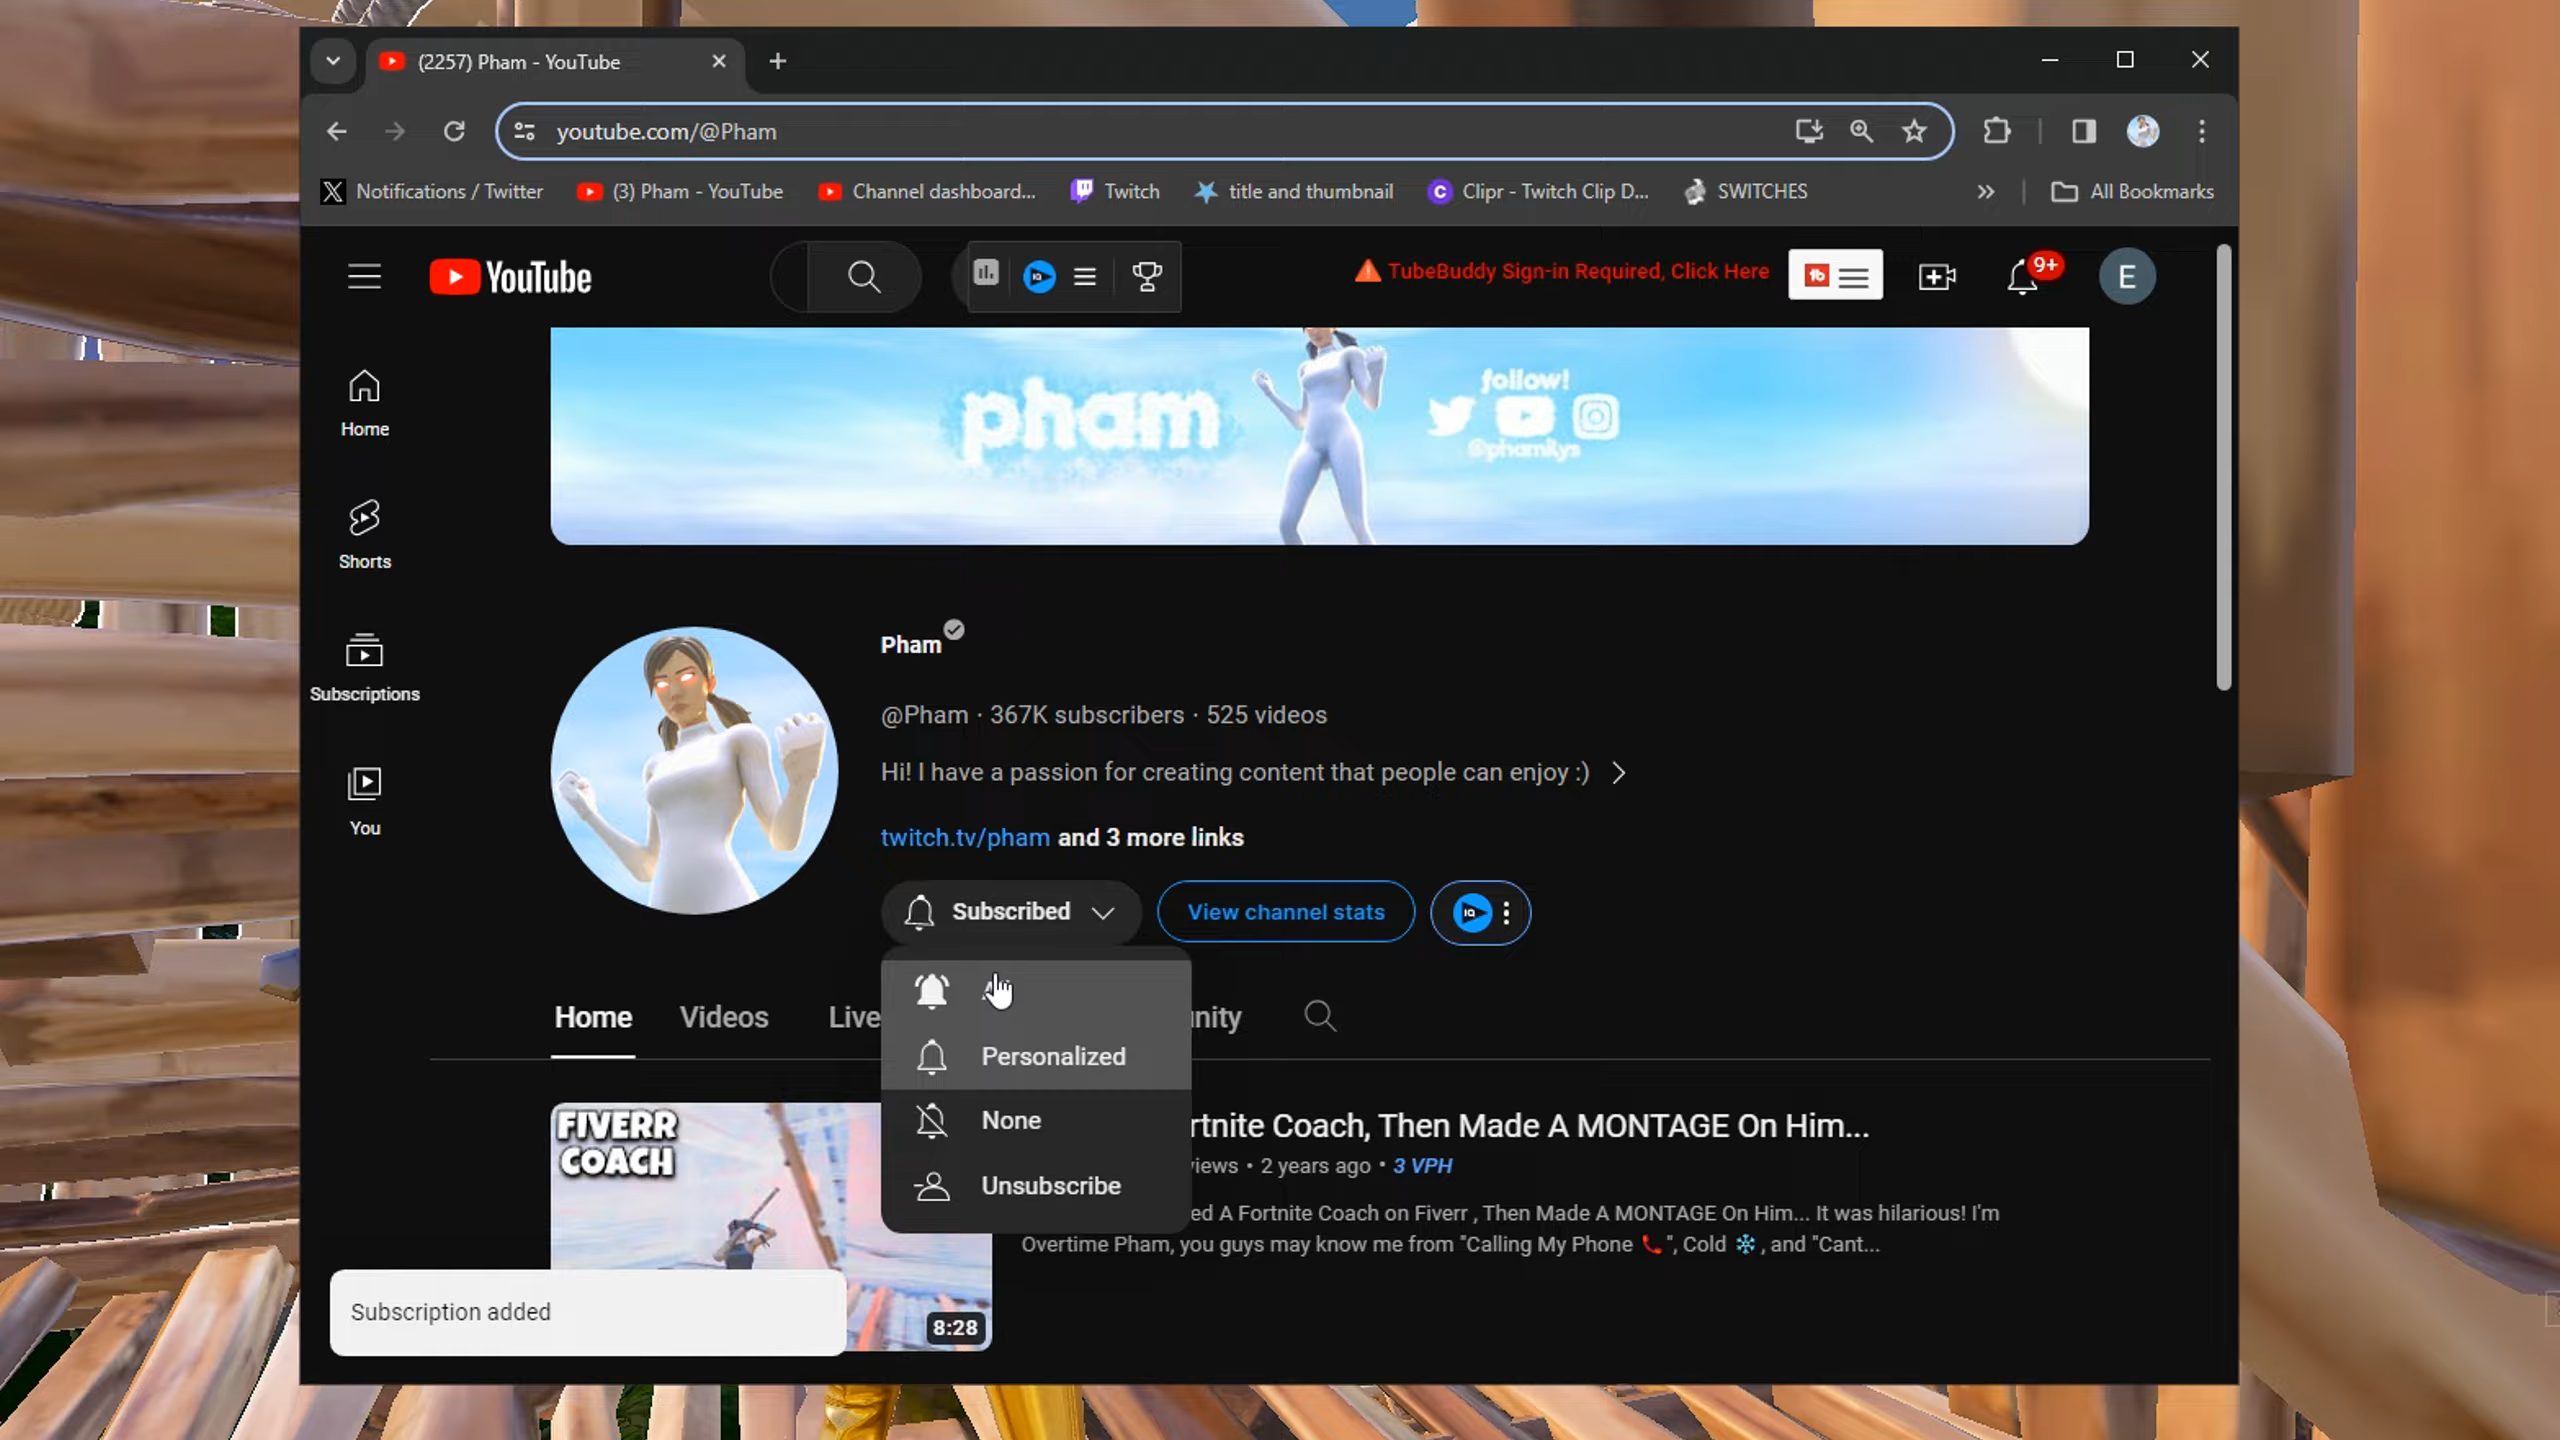 (2257) Pham - YouTube
youtube.com/@Pham
Notifications / Twitter
(3) Pham - YouTube
Channel dashboard...
Twitch
title and thumbnail
Clipr - Twitch Clip D...
SWITCHES
All Bookmarks
YouTube
TubeBuddy Sign-in Required, Click Here
9+
E
Home
Shorts
Subscriptions
You
pham
follow!
@phamilys
Pham
@Pham · 367K subscribers · 525 videos
Hi! I have a passion for creating content that people can enjoy :)
twitch.tv/pham and 3 more links
Subscribed
View channel stats
Personalized
None
Unsubscribe
Home
Videos
Live
nity
FIVERR
COACH
8:28
rtnite Coach, Then Made A MONTAGE On Him...
iews • 2 years ago • 3 VPH
ed A Fortnite Coach on Fiverr , Then Made A MONTAGE On Him... It was hilarious! I'm
Overtime Pham, you guys may know me from "Calling My Phone 📞", Cold ❄, and "Cant...
Subscription added